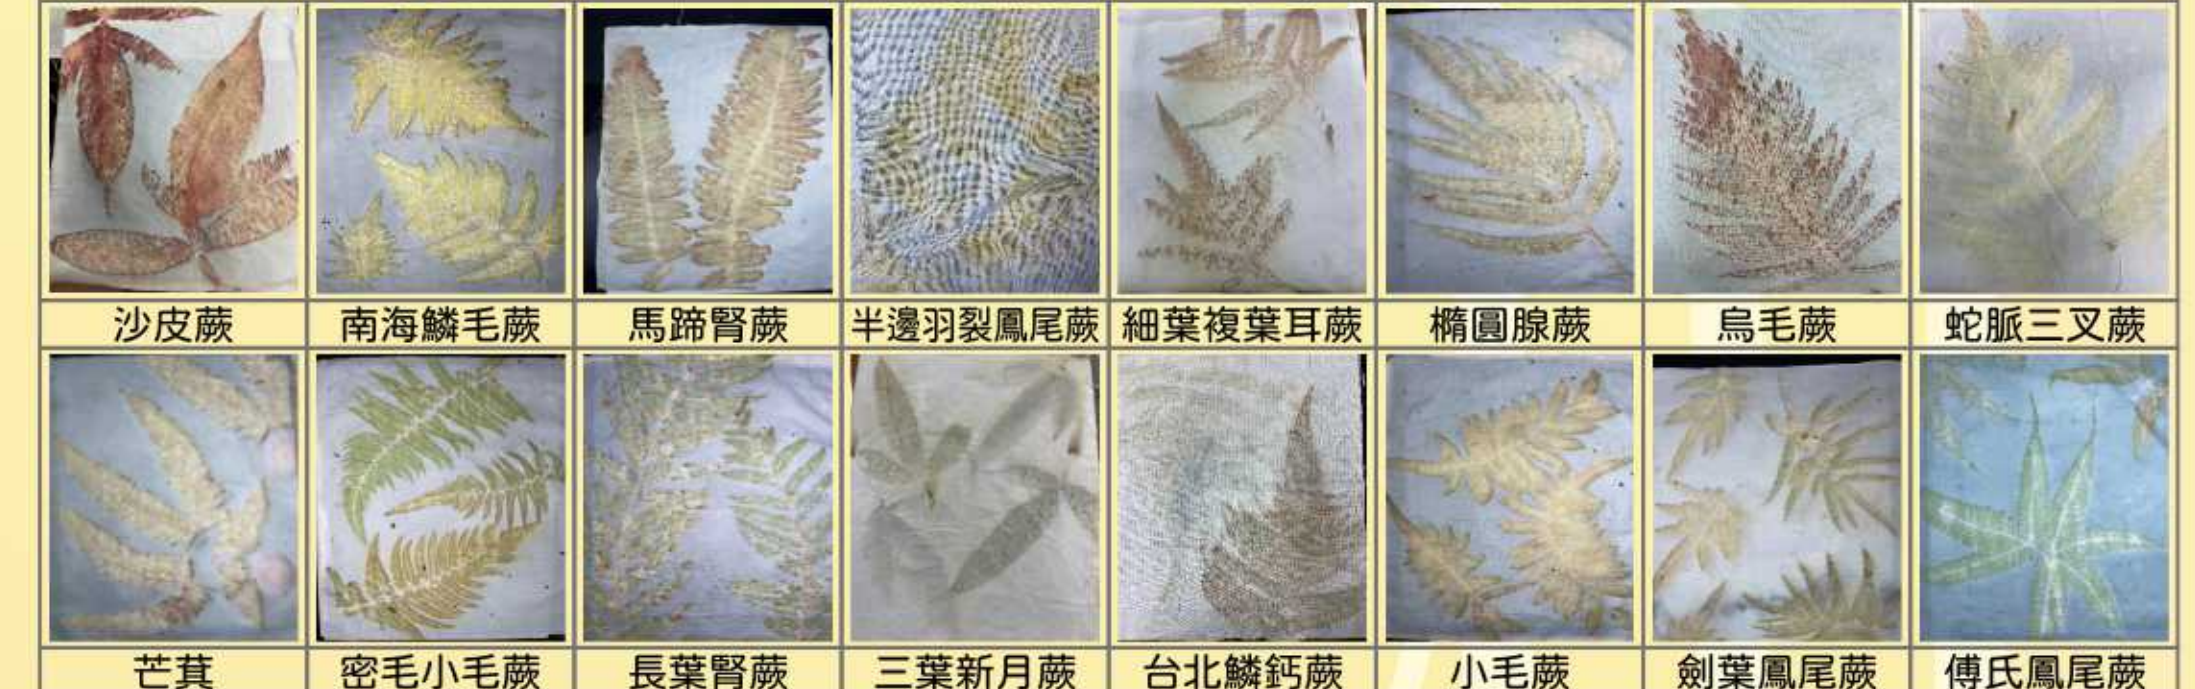 沙皮蕨 南海鱗毛蕨 馬蹄腎蕨 半邊羽裂鳳尾蕨 細葉複葉耳蕨 橢圓腺蕨 烏毛蕨 蛇脈三叉蕨
芒萁 密毛小毛蕨 長葉腎蕨 三葉新月蕨 台北鱗鈣蕨 小毛蕨 劍葉鳳尾蕨 傅氏鳳尾蕨